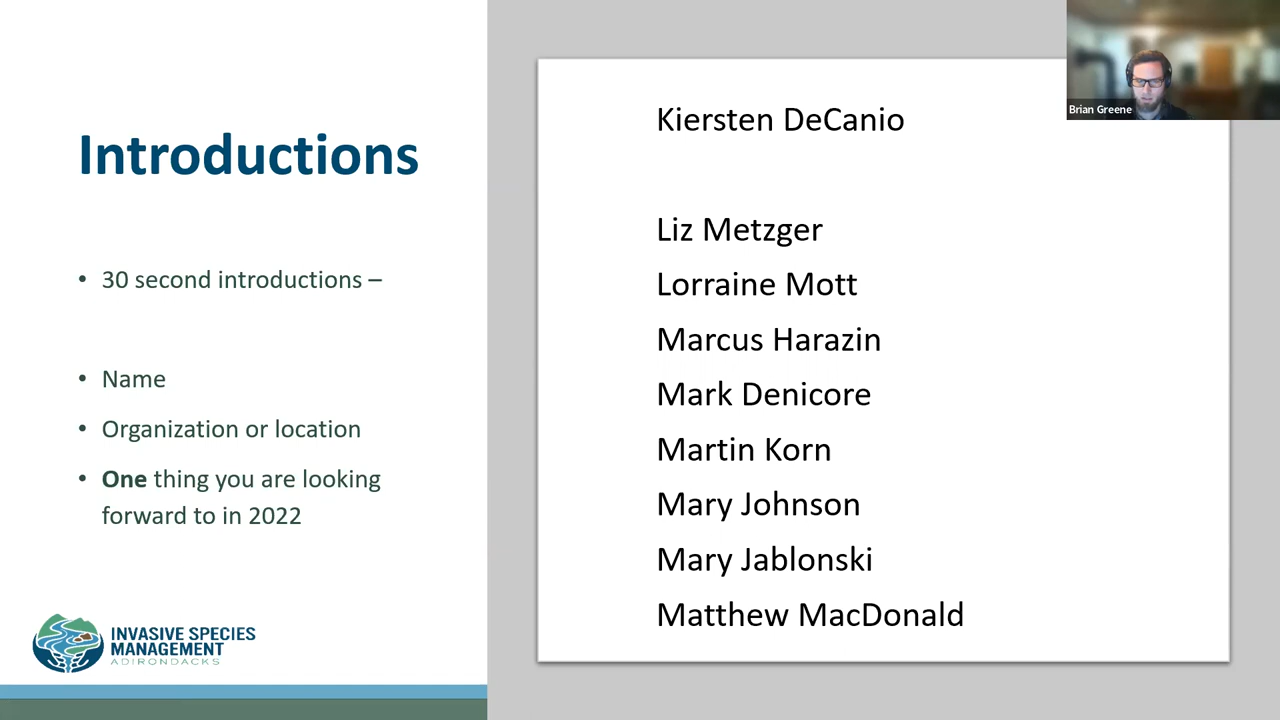 Introductions
• 30 second introductions –
• Name
• Organization or location
• One thing you are looking
forward to in 2022
INVASIVE SPECIES
MANAGEMENT
ADIRONDACKS
Kiersten DeCanio
Liz Metzger
Lorraine Mott
Marcus Harazin
Mark Denicore
Martin Korn
Mary Johnson
Mary Jablonski
Matthew MacDonald
Brian Greene